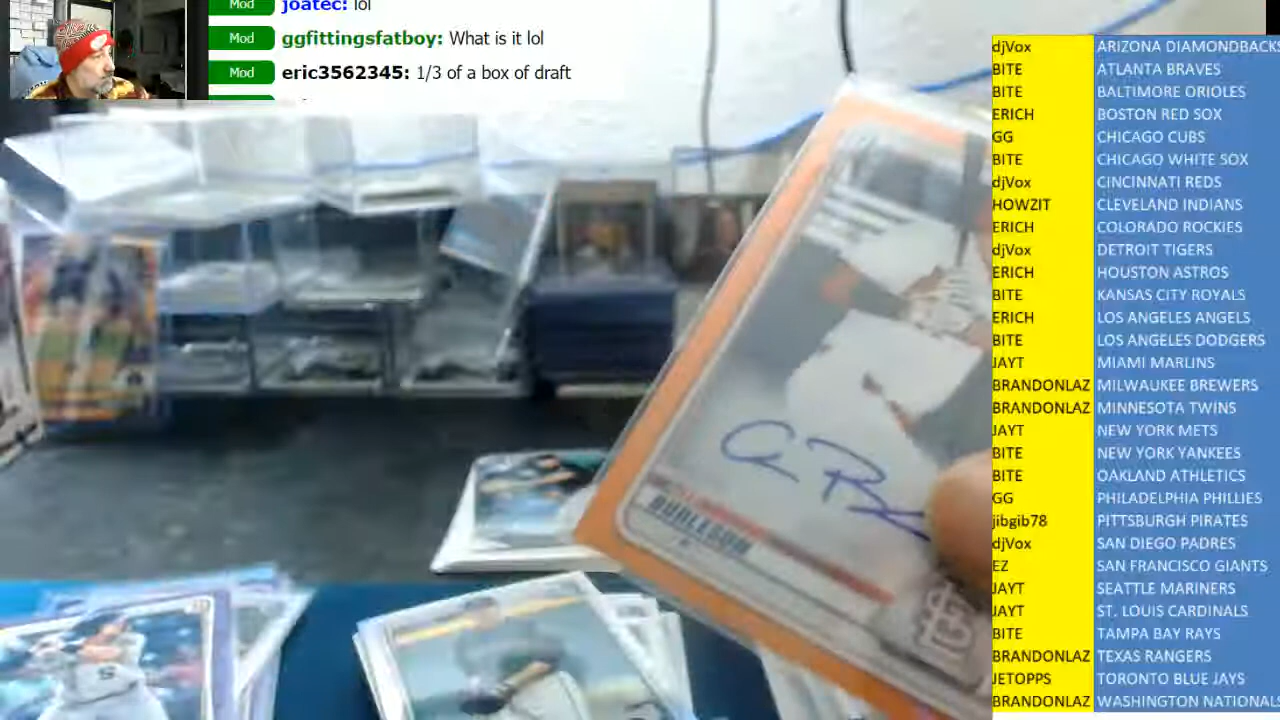 Mod joatec: lol
Mod ggfittingsfatboy: What is it lol
Mod eric3562345: 1/3 of a box of draft
djVox ARIZONA DIAMONDBACKS
BITE ATLANTA BRAVES
BITE BALTIMORE ORIOLES
ERICH BOSTON RED SOX
GG CHICAGO CUBS
BITE CHICAGO WHITE SOX
djVox CINCINNATI REDS
HOWZIT CLEVELAND INDIANS
ERICH COLORADO ROCKIES
djVox DETROIT TIGERS
ERICH HOUSTON ASTROS
BITE KANSAS CITY ROYALS
ERICH LOS ANGELES ANGELS
BITE LOS ANGELES DODGERS
JAYT MIAMI MARLINS
BRANDONLAZ MILWAUKEE BREWERS
BRANDONLAZ MINNESOTA TWINS
JAYT NEW YORK METS
BITE NEW YORK YANKEES
BITE OAKLAND ATHLETICS
GG PHILADELPHIA PHILLIES
jibgib78 PITTSBURGH PIRATES
djVox SAN DIEGO PADRES
EZ SAN FRANCISCO GIANTS
JAYT SEATTLE MARINERS
JAYT ST. LOUIS CARDINALS
BITE TAMPA BAY RAYS
BRANDONLAZ TEXAS RANGERS
JETOPPS TORONTO BLUE JAYS
BRANDONLAZ WASHINGTON NATIONALS
BURLESON